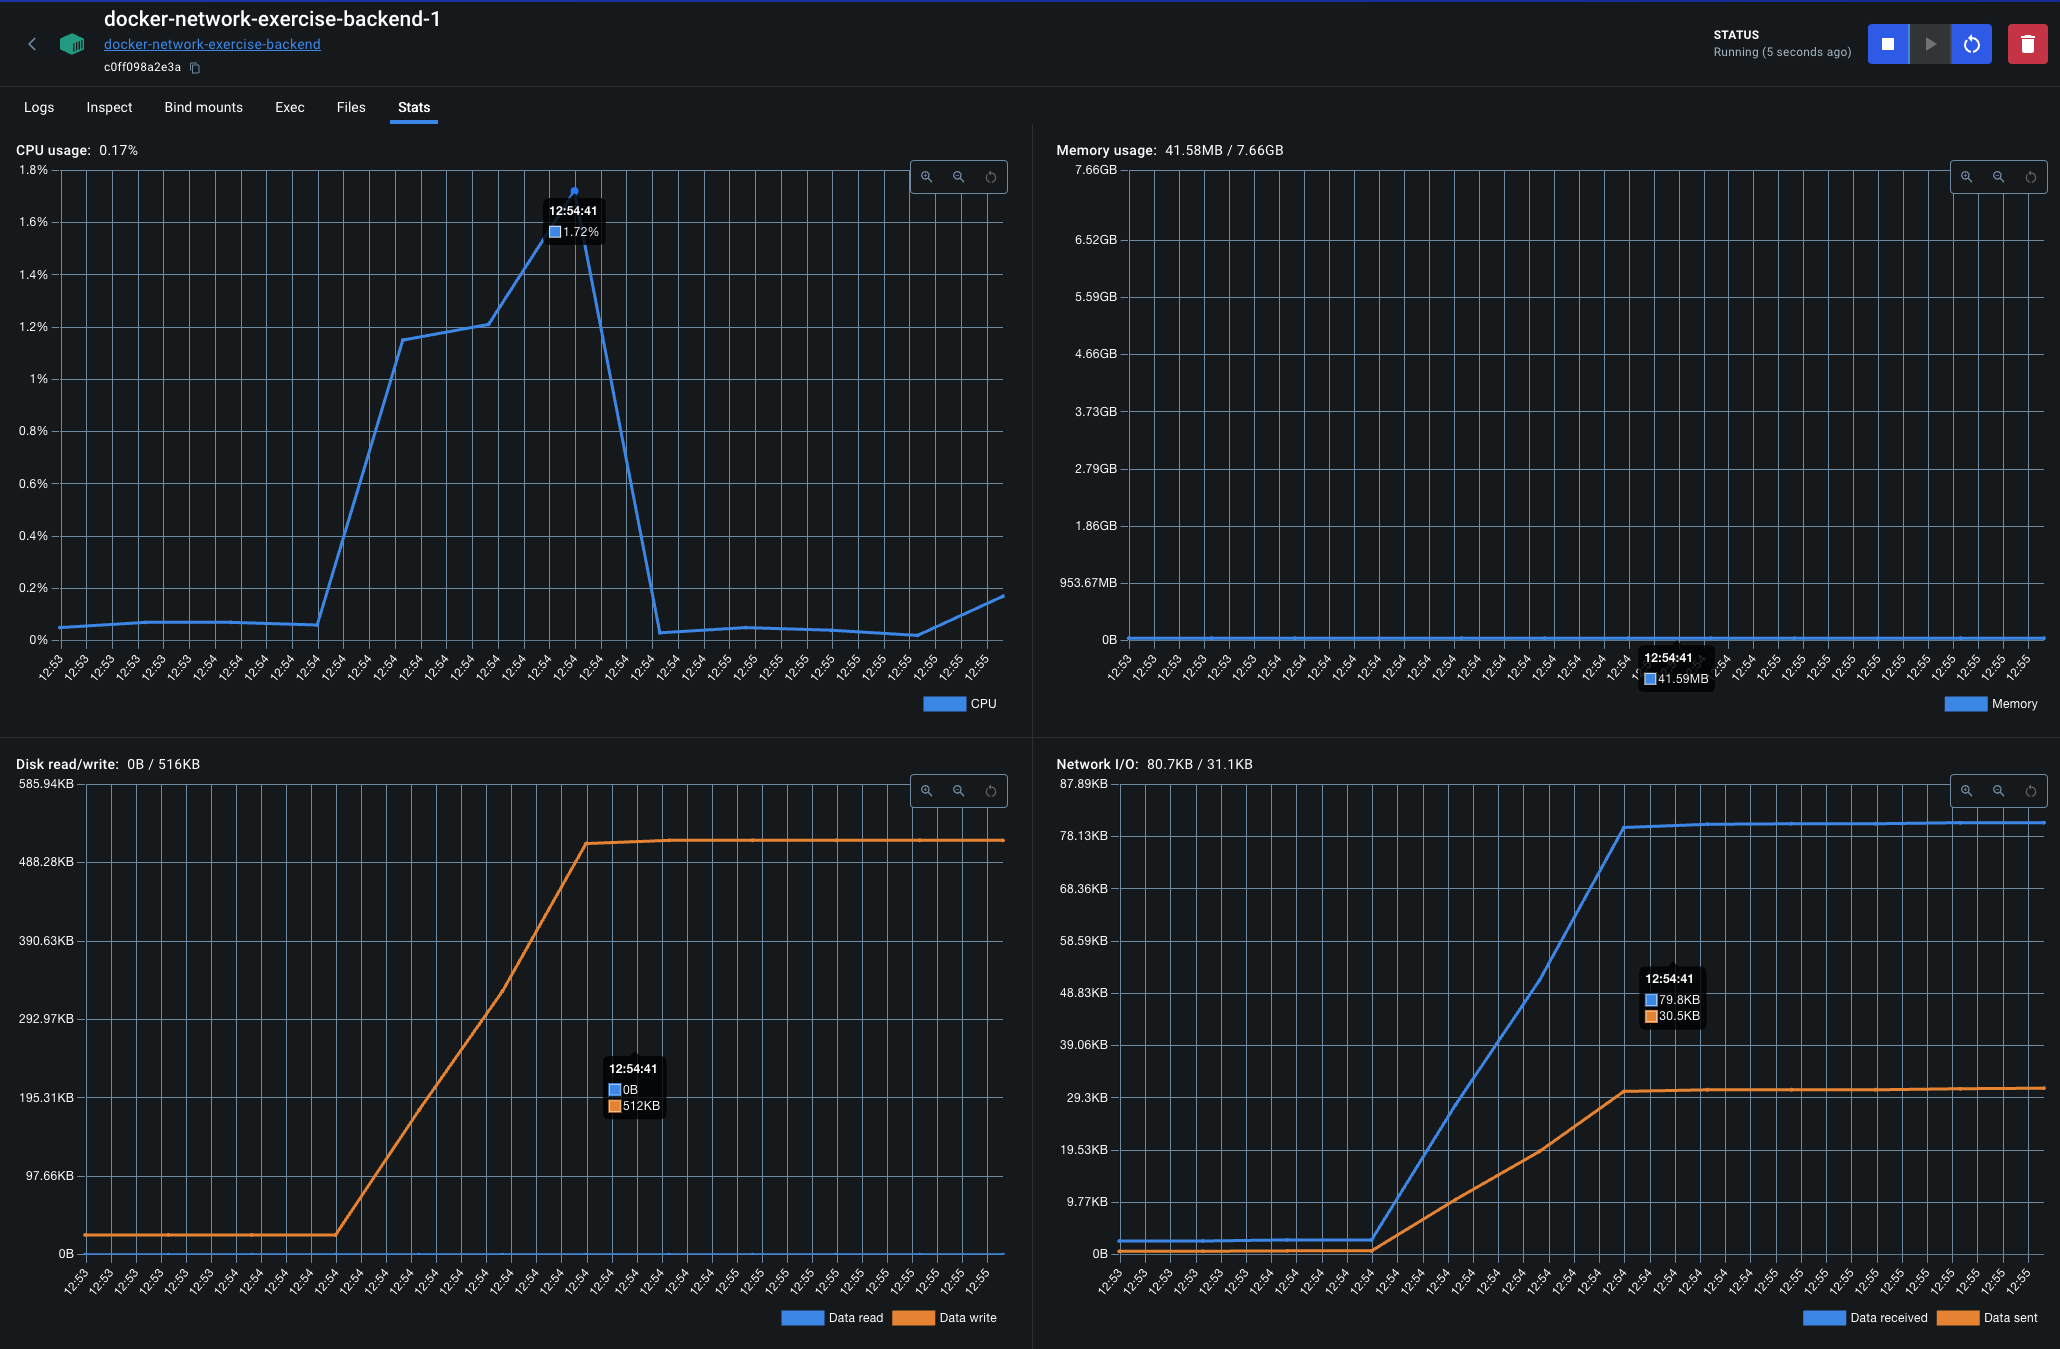 docker-network-exercise-backend-1
docker-network-exercise-backend
c0ff098a2e3a
STATUS
Running (5 seconds ago)
Logs Inspect Bind mounts Exec Files Stats
CPU usage: 0.17%
1.8%
1.6%
1.4%
1.2%
1%
0.8%
0.6%
0.4%
0.2%
0%
12:54:41
1.72%
12:53 12:53 12:53 12:53 12:53 12:53 12:54 12:54 12:54 12:54 12:54 12:54 12:54 12:54 12:54 12:54 12:54 12:54 12:54 12:54 12:54 12:54 12:54 12:54 12:54 12:54 12:55 12:55 12:55 12:55 12:55 12:55 12:55 12:55 12:55 12:55 12:55
CPU
Memory usage: 41.58MB / 7.66GB
7.66GB
6.52GB
5.59GB
4.66GB
3.73GB
2.79GB
1.86GB
953.67MB
0B
12:53 12:53 12:53 12:53 12:53 12:53 12:54 12:54 12:54 12:54 12:54 12:54 12:54 12:54 12:54 12:54 12:54 12:54 12:54 12:54 12:54 12:54 12:54 12:55 12:55 12:55 12:55 12:55 12:55 12:55 12:55 12:55 12:55 12:55
12:54:41
41.59MB
Memory
Disk read/write: 0B / 516KB
585.94KB
488.28KB
390.63KB
292.97KB
195.31KB
97.66KB
0B
12:54:41
0B
512KB
12:53 12:53 12:53 12:53 12:53 12:53 12:54 12:54 12:54 12:54 12:54 12:54 12:54 12:54 12:54 12:54 12:54 12:54 12:54 12:54 12:54 12:54 12:54 12:54 12:54 12:54 12:55 12:55 12:55 12:55 12:55 12:55 12:55 12:55 12:55 12:55 12:55
Data read Data write
Network I/O: 80.7KB / 31.1KB
87.89KB
78.13KB
68.36KB
58.59KB
48.83KB
39.06KB
29.3KB
19.53KB
9.77KB
0B
12:54:41
79.8KB
30.5KB
12:53 12:53 12:53 12:53 12:53 12:53 12:54 12:54 12:54 12:54 12:54 12:54 12:54 12:54 12:54 12:54 12:54 12:54 12:54 12:54 12:54 12:54 12:54 12:54 12:54 12:54 12:55 12:55 12:55 12:55 12:55 12:55 12:55 12:55 12:55 12:55 12:55
Data received Data sent